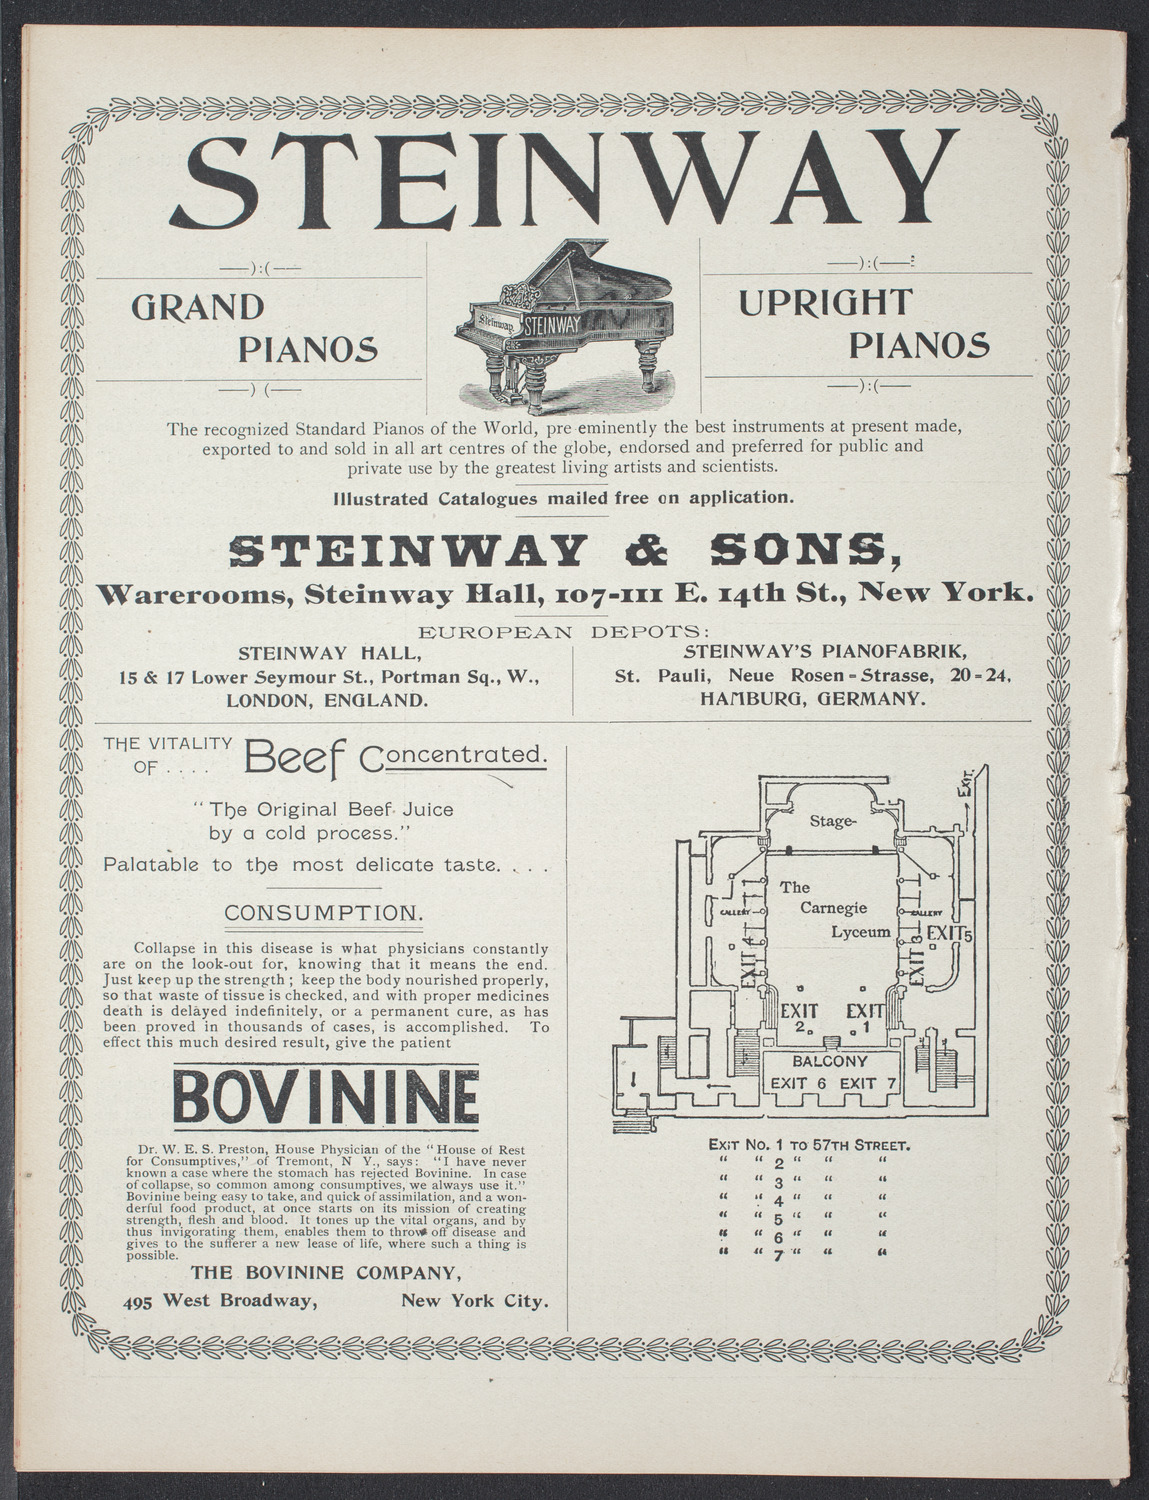 STEINWAY
GRAND
PIANOS
Steinway
STEINWAY
UPRIGHT
PIANOS
The recognized Standard Pianos of the World, pre eminently the best instruments at present made,
exported to and sold in all art centres of the globe, endorsed and preferred for public and
private use by the greatest living artists and scientists.
Illustrated Catalogues mailed free on application.
STEINWAY & SONS,
Warerooms, Steinway Hall, 107-111 E. 14th St., New York.
EUROPEAN DEPOTS:
STEINWAY HALL,
15 & 17 Lower Seymour St., Portman Sq., W.,
LONDON, ENGLAND.
STEINWAY'S PIANOFABRIK,
St. Pauli, Neue Rosen-Strasse, 20-24,
HAMBURG, GERMANY.
THE VITALITY
OF . . . .
Beef Concentrated.
"The Original Beef Juice
by a cold process."
Palatable to the most delicate taste. . . .
CONSUMPTION.
Collapse in this disease is what physicians constantly
are on the look-out for, knowing that it means the end.
Just keep up the strength; keep the body nourished properly,
so that waste of tissue is checked, and with proper medicines
death is delayed indefinitely, or a permanent cure, as has
been proved in thousands of cases, is accomplished. To
effect this much desired result, give the patient
BOVININE
Dr. W. E. S. Preston, House Physician of the "House of Rest
for Consumptives," of Tremont, N Y., says: "I have never
known a case where the stomach has rejected Bovinine. In case
of collapse, so common among consumptives, we always use it."
Bovinine being easy to take, and quick of assimilation, and a won-
derful food product, at once starts on its mission of creating
strength, flesh and blood. It tones up the vital organs, and by
thus invigorating them, enables them to throw off disease and
gives to the sufferer a new lease of life, where such a thing is
possible.
THE BOVININE COMPANY,
495 West Broadway, New York City.
EXIT.
Stage-
The
Carnegie
Lyceum
GALLERY
GALLERY
EXIT 4
EXIT 3
EXIT 5
EXIT
2
EXIT
1
BALCONY
EXIT 6 EXIT 7
EXIT NO. 1 TO 57TH STREET.
" " 2 " " "
" " 3 " " "
" " 4 " " "
" " 5 " " "
" " 6 " " "
" " 7 " " "